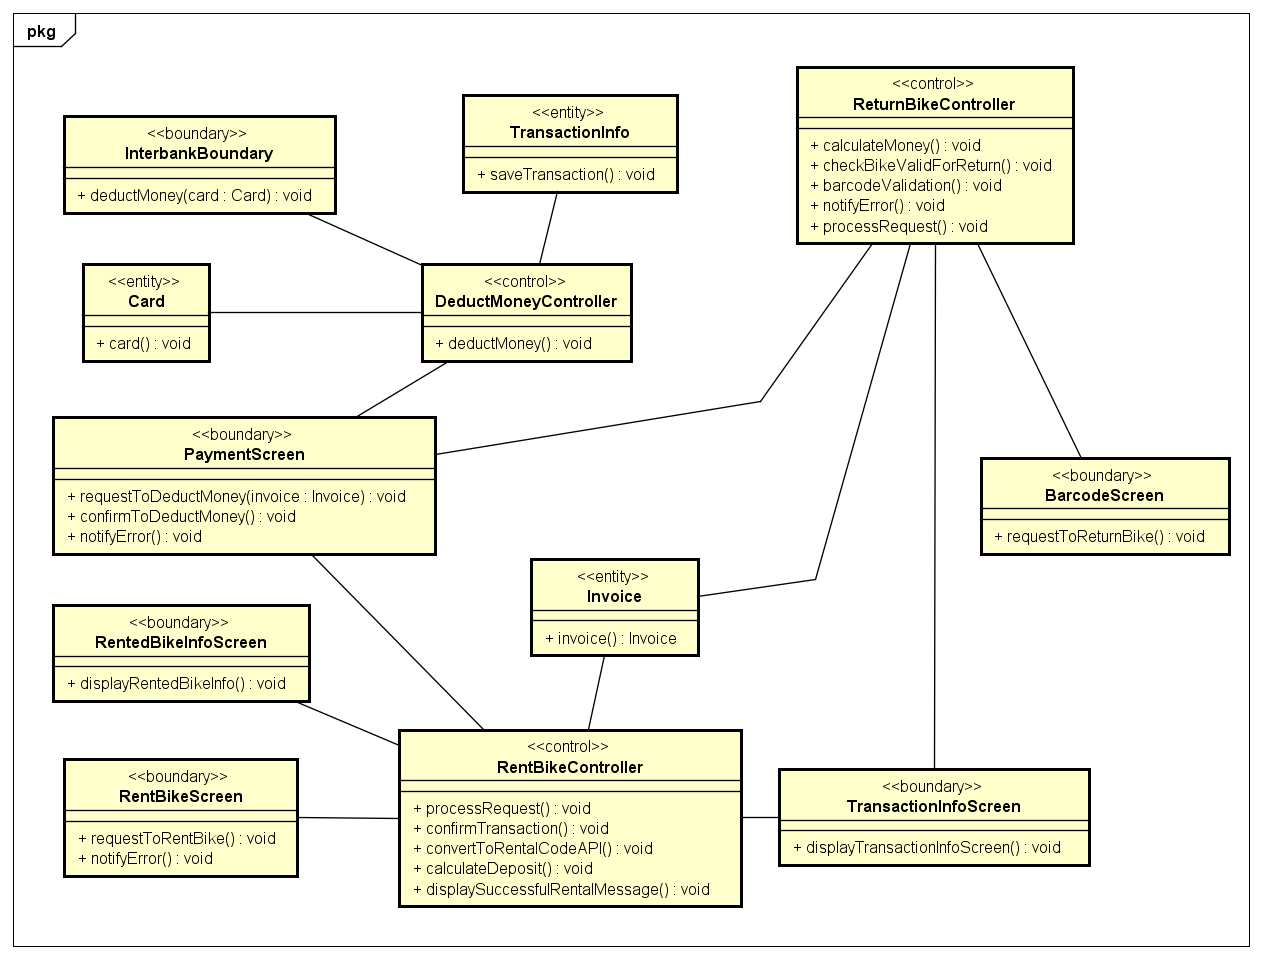 pkg
<<boundary>>
InterbankBoundary
+ deductMoney(card : Card) : void
<<entity>>
TransactionInfo
+ saveTransaction() : void
<<control>>
ReturnBikeController
+ calculateMoney() : void
+ checkBikeValidForReturn() : void
+ barcodeValidation() : void
+ notifyError() : void
+ processRequest() : void
<<entity>>
Card
+ card() : void
<<control>>
DeductMoneyController
+ deductMoney() : void
<<boundary>>
PaymentScreen
+ requestToDeductMoney(invoice : Invoice) : void
+ confirmToDeductMoney() : void
+ notifyError() : void
<<boundary>>
BarcodeScreen
+ requestToReturnBike() : void
<<entity>>
Invoice
+ invoice() : Invoice
<<boundary>>
RentedBikeInfoScreen
+ displayRentedBikeInfo() : void
<<boundary>>
RentBikeScreen
+ requestToRentBike() : void
+ notifyError() : void
<<control>>
RentBikeController
+ processRequest() : void
+ confirmTransaction() : void
+ convertToRentalCodeAPI() : void
+ calculateDeposit() : void
+ displaySuccessfulRentalMessage() : void
<<boundary>>
TransactionInfoScreen
+ displayTransactionInfoScreen() : void